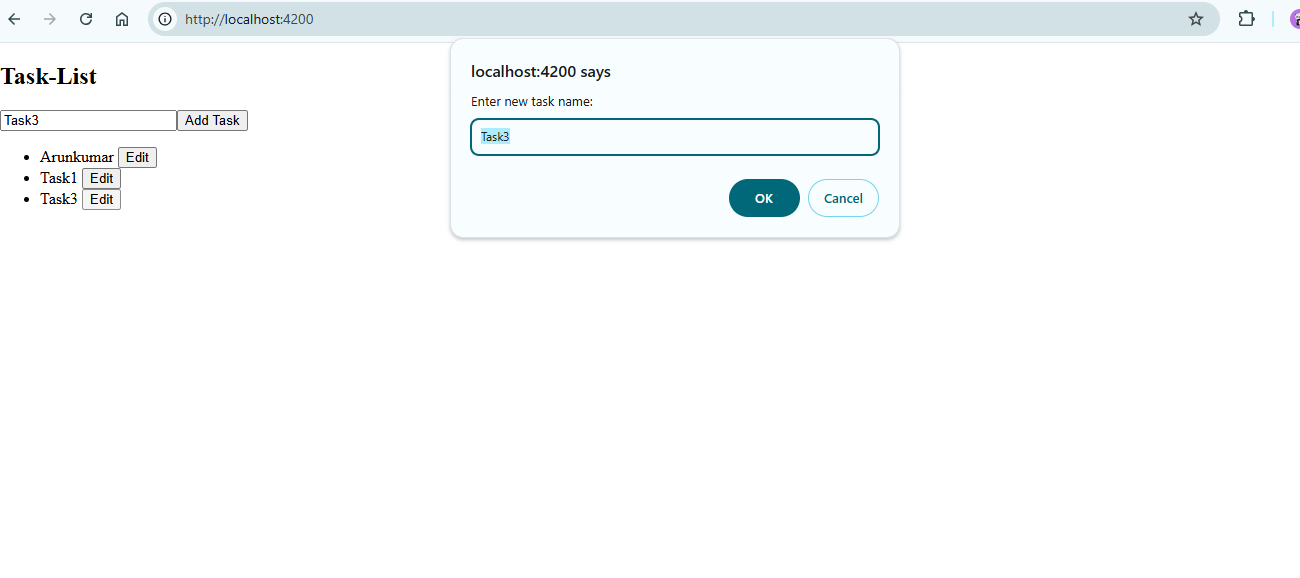 http://localhost:4200
Task-List
Task3 Add Task
Arunkumar Edit
Task1 Edit
Task3 Edit
localhost:4200 says
Enter new task name:
Task3
OK Cancel